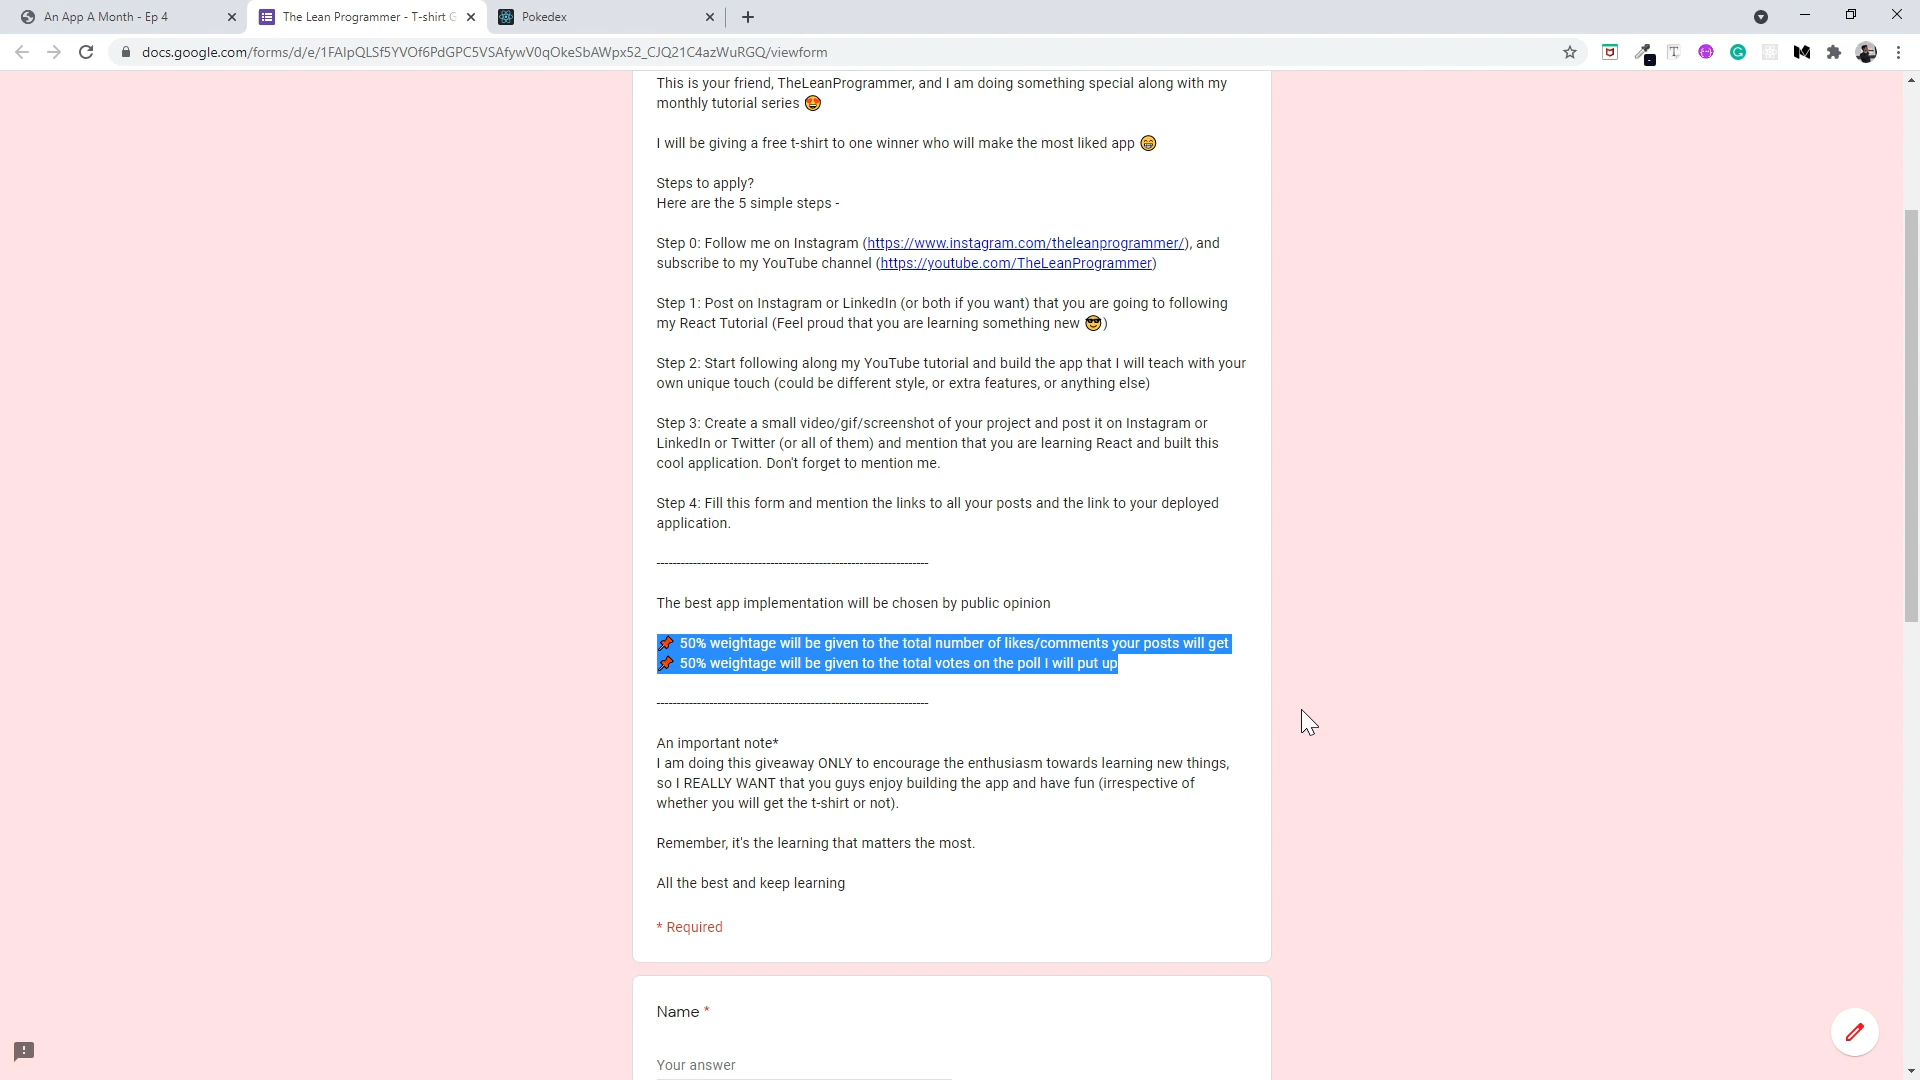 An App A Month - Ep 4
The Lean Programmer - T-shirt G
Pokedex
docs.google.com/forms/d/e/1FAIpQLSf5YVOf6PdGPC5VSAfywV0qOkeSbAWpx52_CJQ21C4azWuRGQ/viewform
This is your friend, TheLeanProgrammer, and I am doing something special along with my
monthly tutorial series 🤩
I will be giving a free t-shirt to one winner who will make the most liked app 😁
Steps to apply?
Here are the 5 simple steps -
Step 0: Follow me on Instagram (https://www.instagram.com/theleanprogrammer/), and
subscribe to my YouTube channel (https://youtube.com/TheLeanProgrammer)
Step 1: Post on Instagram or LinkedIn (or both if you want) that you are going to following
my React Tutorial (Feel proud that you are learning something new 😎)
Step 2: Start following along my YouTube tutorial and build the app that I will teach with your
own unique touch (could be different style, or extra features, or anything else)
Step 3: Create a small video/gif/screenshot of your project and post it on Instagram or
LinkedIn or Twitter (or all of them) and mention that you are learning React and built this
cool application. Don't forget to mention me.
Step 4: Fill this form and mention the links to all your posts and the link to your deployed
application.
--------------------------------------------------------------------
The best app implementation will be chosen by public opinion
📌 50% weightage will be given to the total number of likes/comments your posts will get
📌 50% weightage will be given to the total votes on the poll I will put up
--------------------------------------------------------------------
An important note*
I am doing this giveaway ONLY to encourage the enthusiasm towards learning new things,
so I REALLY WANT that you guys enjoy building the app and have fun (irrespective of
whether you will get the t-shirt or not).
Remember, it's the learning that matters the most.
All the best and keep learning
* Required
Name *
Your answer